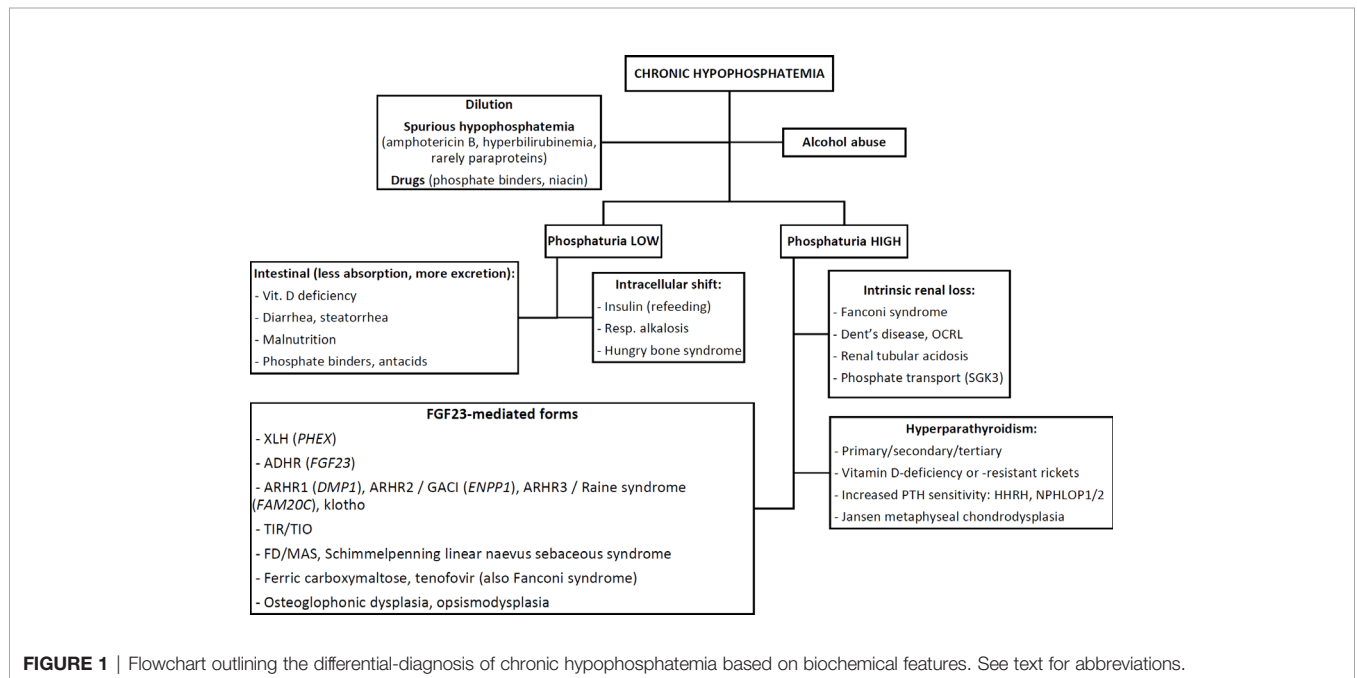 CHRONIC HYPOPHOSPHATEMIA
Dilution
Spurious hypophosphatemia
(amphotericin B, hyperbilirubinemia,
rarely paraproteins)
Drugs (phosphate binders, niacin)
Alcohol abuse
Phosphaturia LOW
Phosphaturia HIGH
Intestinal (less absorption, more excretion):
- Vit. D deficiency
- Diarrhea, steatorrhea
- Malnutrition
- Phosphate binders, antacids
Intracellular shift:
- Insulin (refeeding)
- Resp. alkalosis
- Hungry bone syndrome
Intrinsic renal loss:
- Fanconi syndrome
- Dent's disease, OCRL
- Renal tubular acidosis
- Phosphate transport (SGK3)
FGF23-mediated forms
- XLH (PHEX)
- ADHR (FGF23)
- ARHR1 (DMP1), ARHR2 / GACI (ENPP1), ARHR3 / Raine syndrome
(FAM20C), klotho
- TIR/TIO
- FD/MAS, Schimmelpenning linear naevus sebaceous syndrome
- Ferric carboxymaltose, tenofovir (also Fanconi syndrome)
- Osteoglophonic dysplasia, opsismodysplasia
Hyperparathyroidism:
- Primary/secondary/tertiary
- Vitamin D-deficiency or -resistant rickets
- Increased PTH sensitivity: HHRH, NPHLOP1/2
- Jansen metaphyseal chondrodysplasia
FIGURE 1 | Flowchart outlining the differential-diagnosis of chronic hypophosphatemia based on biochemical features. See text for abbreviations.